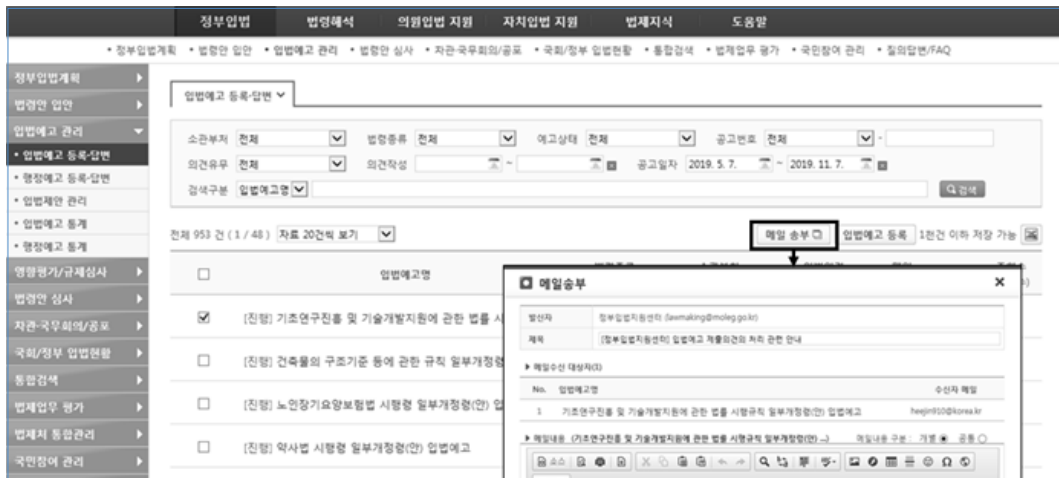 정부입법 법령해석 의원입법 지원 자치입법 지원 법제지식 도움말
• 정부입법계획 • 법령안 입안 • 입법예고 관리 • 법령안 심사 • 차관·국무회의/공포 • 국회/정부 입법현황 • 통합검색 • 법제업무 평가 • 국민참여 관리 • 질의답변/FAQ
정부입법계획
법령안 입안
입법예고 관리
• 입법예고 등록·답변
• 행정예고 등록·답변
• 입법제안 관리
• 입법예고 통계
• 행정예고 통계
영향평가/규제심사
법령안 심사
차관·국무회의/공포
국회/정부 입법현황
통합검색
법제업무 평가
법제처 통합관리
국민참여 관리
입법예고 등록·답변
소관부처 전체 법령종류 전체 예고상태 전체 공고번호 전체 -
의견유무 전체 의견작성 ~ 공고일자 2019. 5. 7. ~ 2019. 11. 7.
검색구분 입법예고명 검색
전체 953 건 ( 1 / 48 ) 자료 20건씩 보기 메일 송부 입법예고 등록 1천건 이하 저장 가능
입법예고명
[진행] 기초연구진흥 및 기술개발지원에 관한 법률 시
[진행] 건축물의 구조기준 등에 관한 규칙 일부개정령
[진행] 노인장기요양보험법 시행령 일부개정령(안) 입
[진행] 약사법 시행령 일부개정령(안) 입법예고
메일송부
발신자 정부입법지원센터 (lawmaking@moleg.go.kr)
제목 [정부입법지원센터] 입법예고 제출의견의 처리 관련 안내
▶ 메일수신 대상자(1)
No. 입법예고명 수신자 메일
1 기초연구진흥 및 기술개발지원에 관한 법률 시행규칙 일부개정령(안) 입법예고 heejin910@korea.kr
▶ 메일내용 (기초연구진흥 및 기술개발지원에 관한 법률 시행규칙 일부개정령(안) ...) 메일내용 구분 : 개별 공통
소스